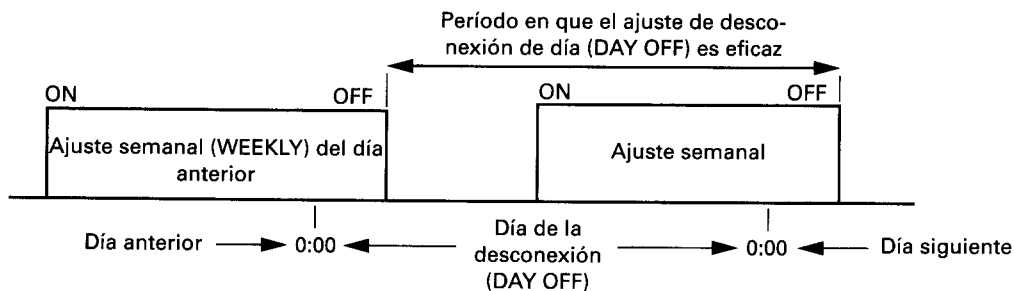 Período en que el ajuste de desco-
nexión de día (DAY OFF) es eficaz
ON
OFF
ON
OFF
Ajuste semanal (WEEKLY) del día
anterior
Ajuste semanal
Día anterior
0:00
Día de la
desconexión
(DAY OFF)
0:00
Día siguiente